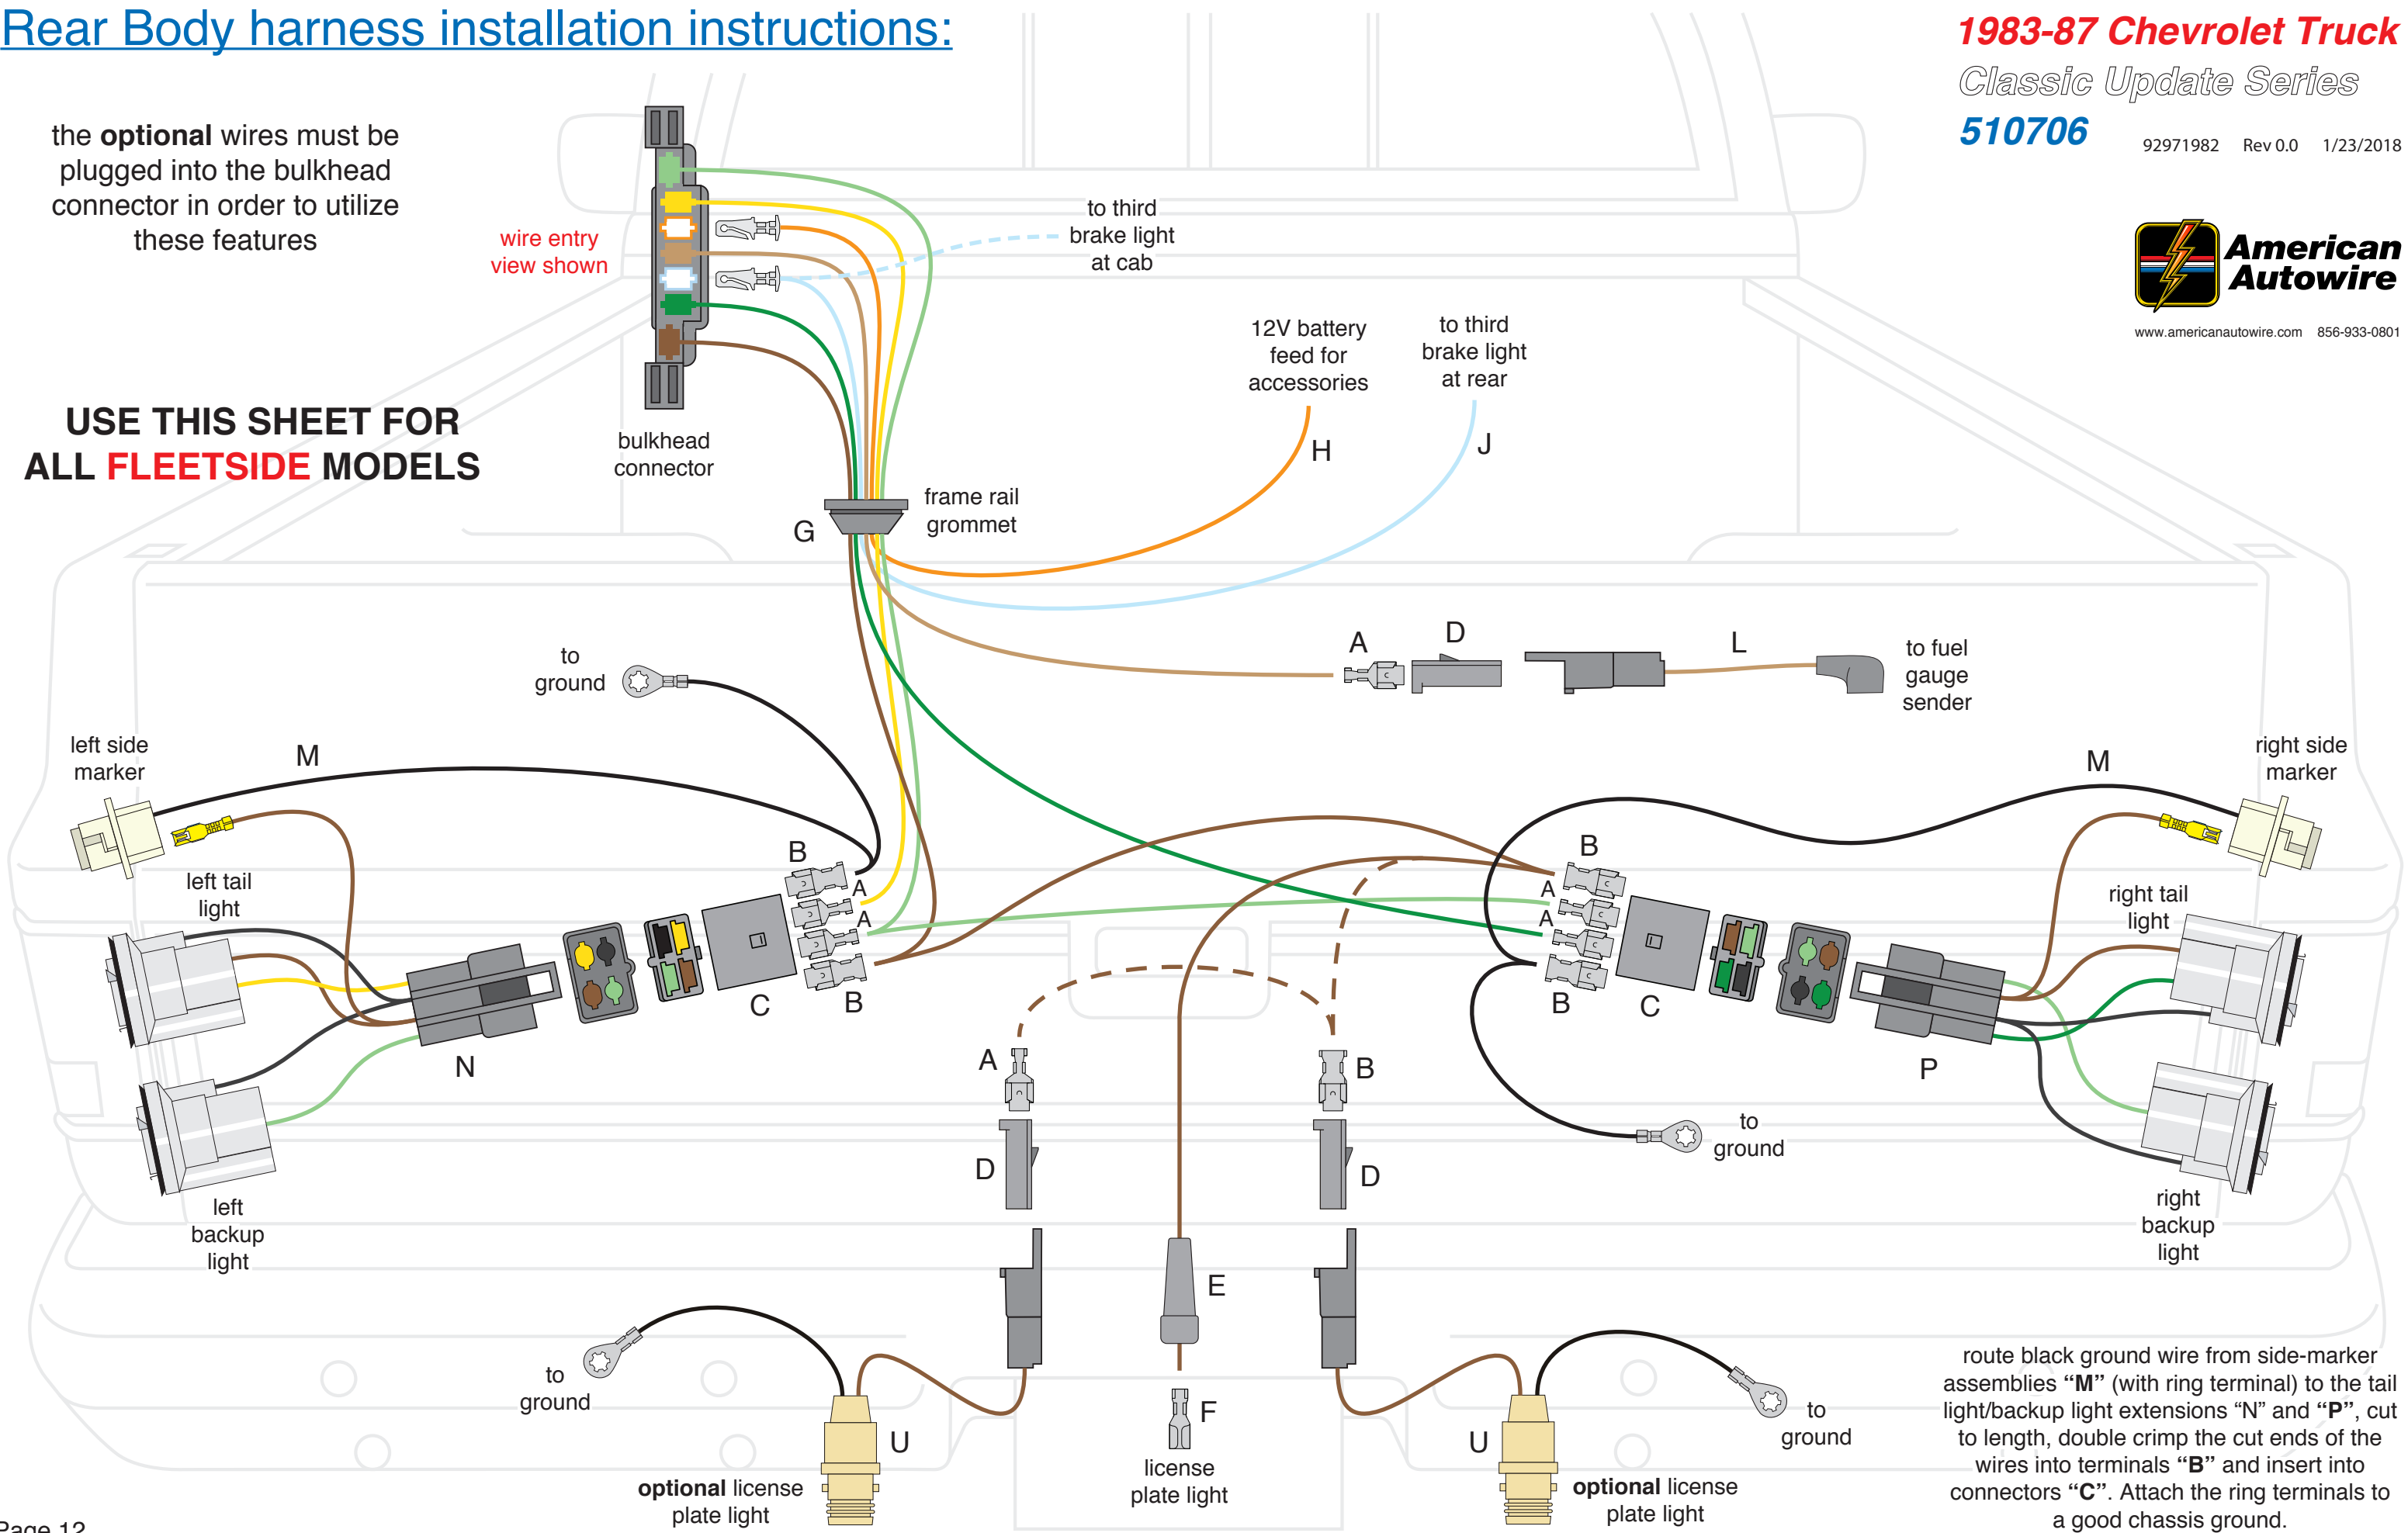 Rear Body harness installation instructions:
1983-87 Chevrolet Truck
Classic Update Series
510706
92971982 Rev 0.0 1/23/2018
American
Autowire
www.americanautowire.com 856-933-0801
the optional wires must be
plugged into the bulkhead
connector in order to utilize
these features
wire entry
view shown
to third
brake light
at cab
12V battery
feed for
accessories
to third
brake light
at rear
USE THIS SHEET FOR
ALL FLEETSIDE MODELS
bulkhead
connector
H
J
G
frame rail
grommet
to
ground
A
D
L
to fuel
gauge
sender
left side
marker
M
M
right side
marker
B
A
A
left tail
light
B
A
A
right tail
light
N
C
B
B
C
P
A
B
D
D
to
ground
left
backup
light
right
backup
light
E
to
ground
U
optional license
plate light
F
license
plate light
U
optional license
plate light
to
ground
route black ground wire from side-marker
assemblies “M” (with ring terminal) to the tail
light/backup light extensions “N” and “P”, cut
to length, double crimp the cut ends of the
wires into terminals “B” and insert into
connectors “C”. Attach the ring terminals to
a good chassis ground.
Page 12